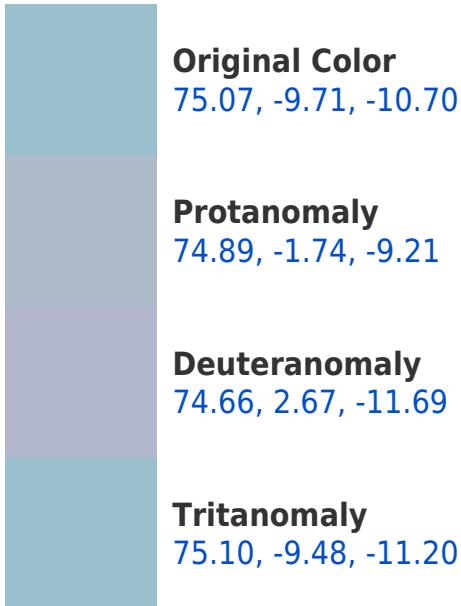 Original Color
75.07, -9.71, -10.70
Protanomaly
74.89, -1.74, -9.21
Deuteranomaly
74.66, 2.67, -11.69
Tritanomaly
75.10, -9.48, -11.20